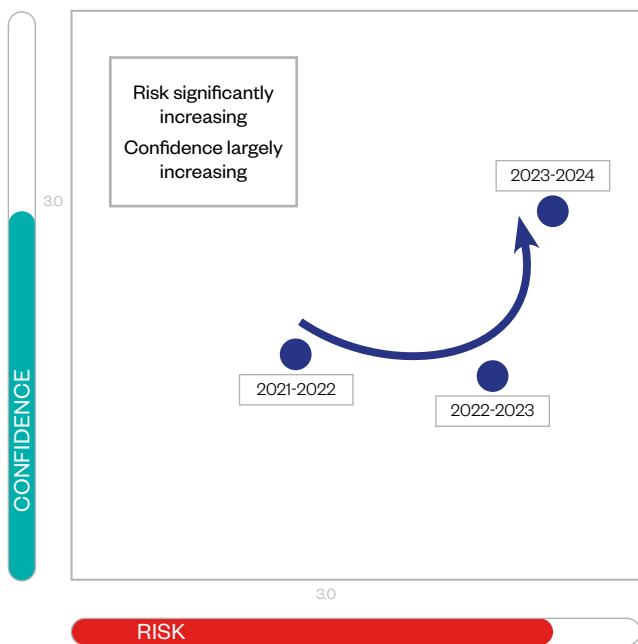 Risk significantly
increasing
Confidence largely
increasing
2023-2024
3.0
2021-2022
2022-2023
CONFIDENCE
3.0
RISK